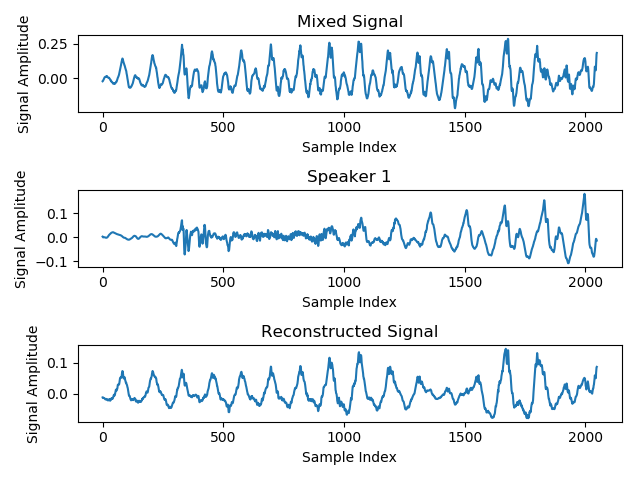 Mixed Signal
Signal Amplitude
0.25
0.00
0 500 1000 1500 2000
Sample Index
Speaker 1
Signal Amplitude
0.1
0.0
−0.1
0 500 1000 1500 2000
Sample Index
Reconstructed Signal
Signal Amplitude
0.1
0.0
0 500 1000 1500 2000
Sample Index